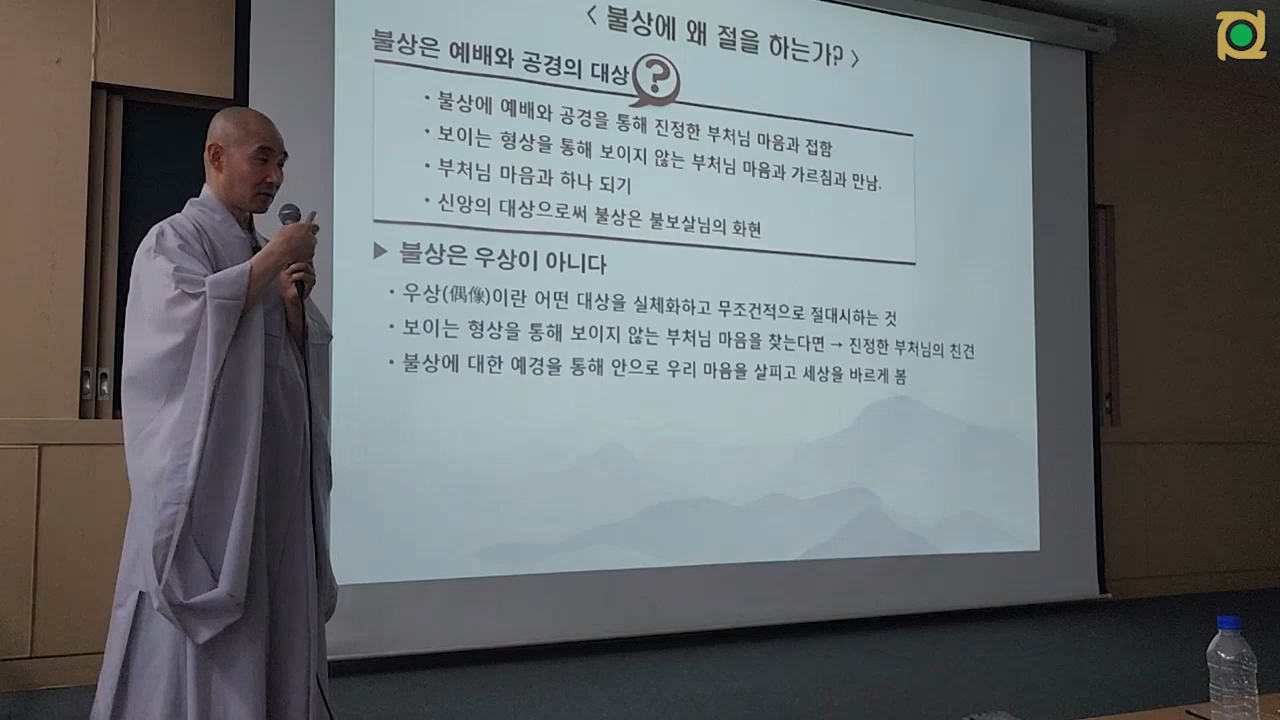 < 불상에 왜 절을 하는가? >
불상은 예배와 공경의 대상?
• 불상에 예배와 공경을 통해 진정한 부처님 마음과 접함
• 보이는 형상을 통해 보이지 않는 부처님 마음과 가르침과 만남.
• 부처님 마음과 하나 되기
• 신앙의 대상으로써 불상은 불보살님의 화현
▶ 불상은 우상이 아니다
• 우상(偶像)이란 어떤 대상을 실체화하고 무조건적으로 절대시하는 것
• 보이는 형상을 통해 보이지 않는 부처님 마음을 찾는다면 → 진정한 부처님의 친견
• 불상에 대한 예경을 통해 안으로 우리 마음을 살피고 세상을 바르게 봄